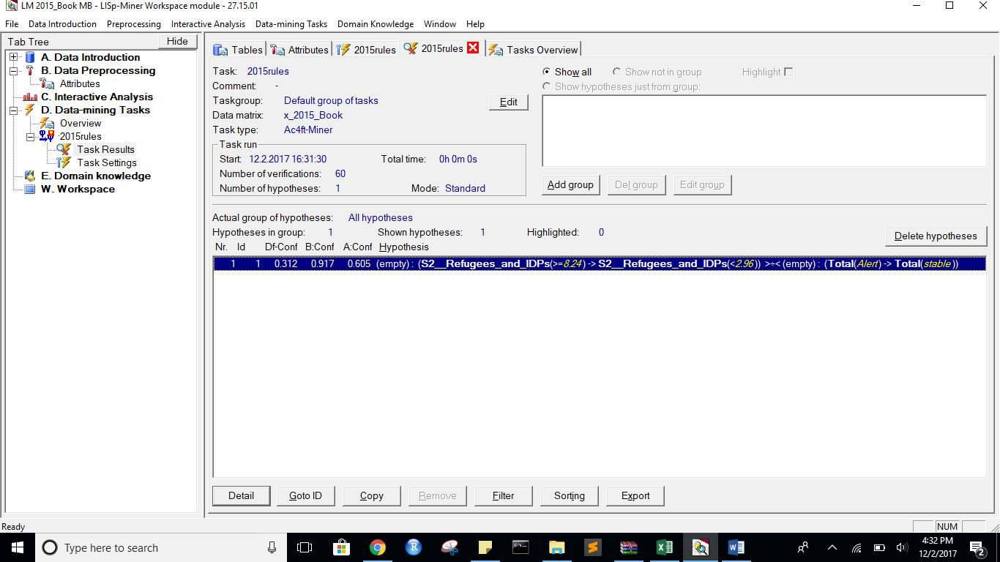 LM 2015_Book MB - LISp-Miner Workspace module - 27.15.01
File Data Introduction Preprocessing Interactive Analysis Data-mining Tasks Domain Knowledge Window Help
Tab Tree Hide
A. Data Introduction
B. Data Preprocessing
Attributes
C. Interactive Analysis
D. Data-mining Tasks
Overview
2015rules
Task Results
Task Settings
E. Domain knowledge
W. Workspace
Tables Attributes 2015rules 2015rules Tasks Overview
Task: 2015rules
Comment: -
Taskgroup: Default group of tasks
Edit
Data matrix: x_2015_Book
Task type: Ac4ft-Miner
Task run
Start: 12.2.2017 16:31:30 Total time: 0h 0m 0s
Number of verifications: 60
Number of hypotheses: 1 Mode: Standard
Show all Show not in group Highlight
Show hypotheses just from group:
Add group Del group Edit group
Actual group of hypotheses: All hypotheses
Hypotheses in group: 1 Shown hypotheses: 1 Highlighted: 0
Delete hypotheses
Nr. Id Df-Conf B:Conf A:Conf Hypothesis
1 1 0.312 0.917 0.605 (empty) : (S2__Refugees_and_IDPs(>=8.24) -> S2__Refugees_and_IDPs(<2.96)) >÷< (empty) : (Total(Alert) -> Total(stable))
Detail Goto ID Copy Remove Filter Sorting Export
Ready NUM
Type here to search
4:32 PM
12/2/2017
2